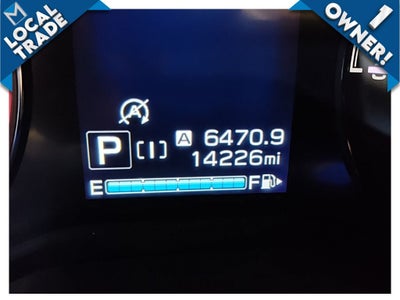 M
LOCAL
TRADE
1
OWNER!
A
P [I] A 6470.9
14226mi
E F